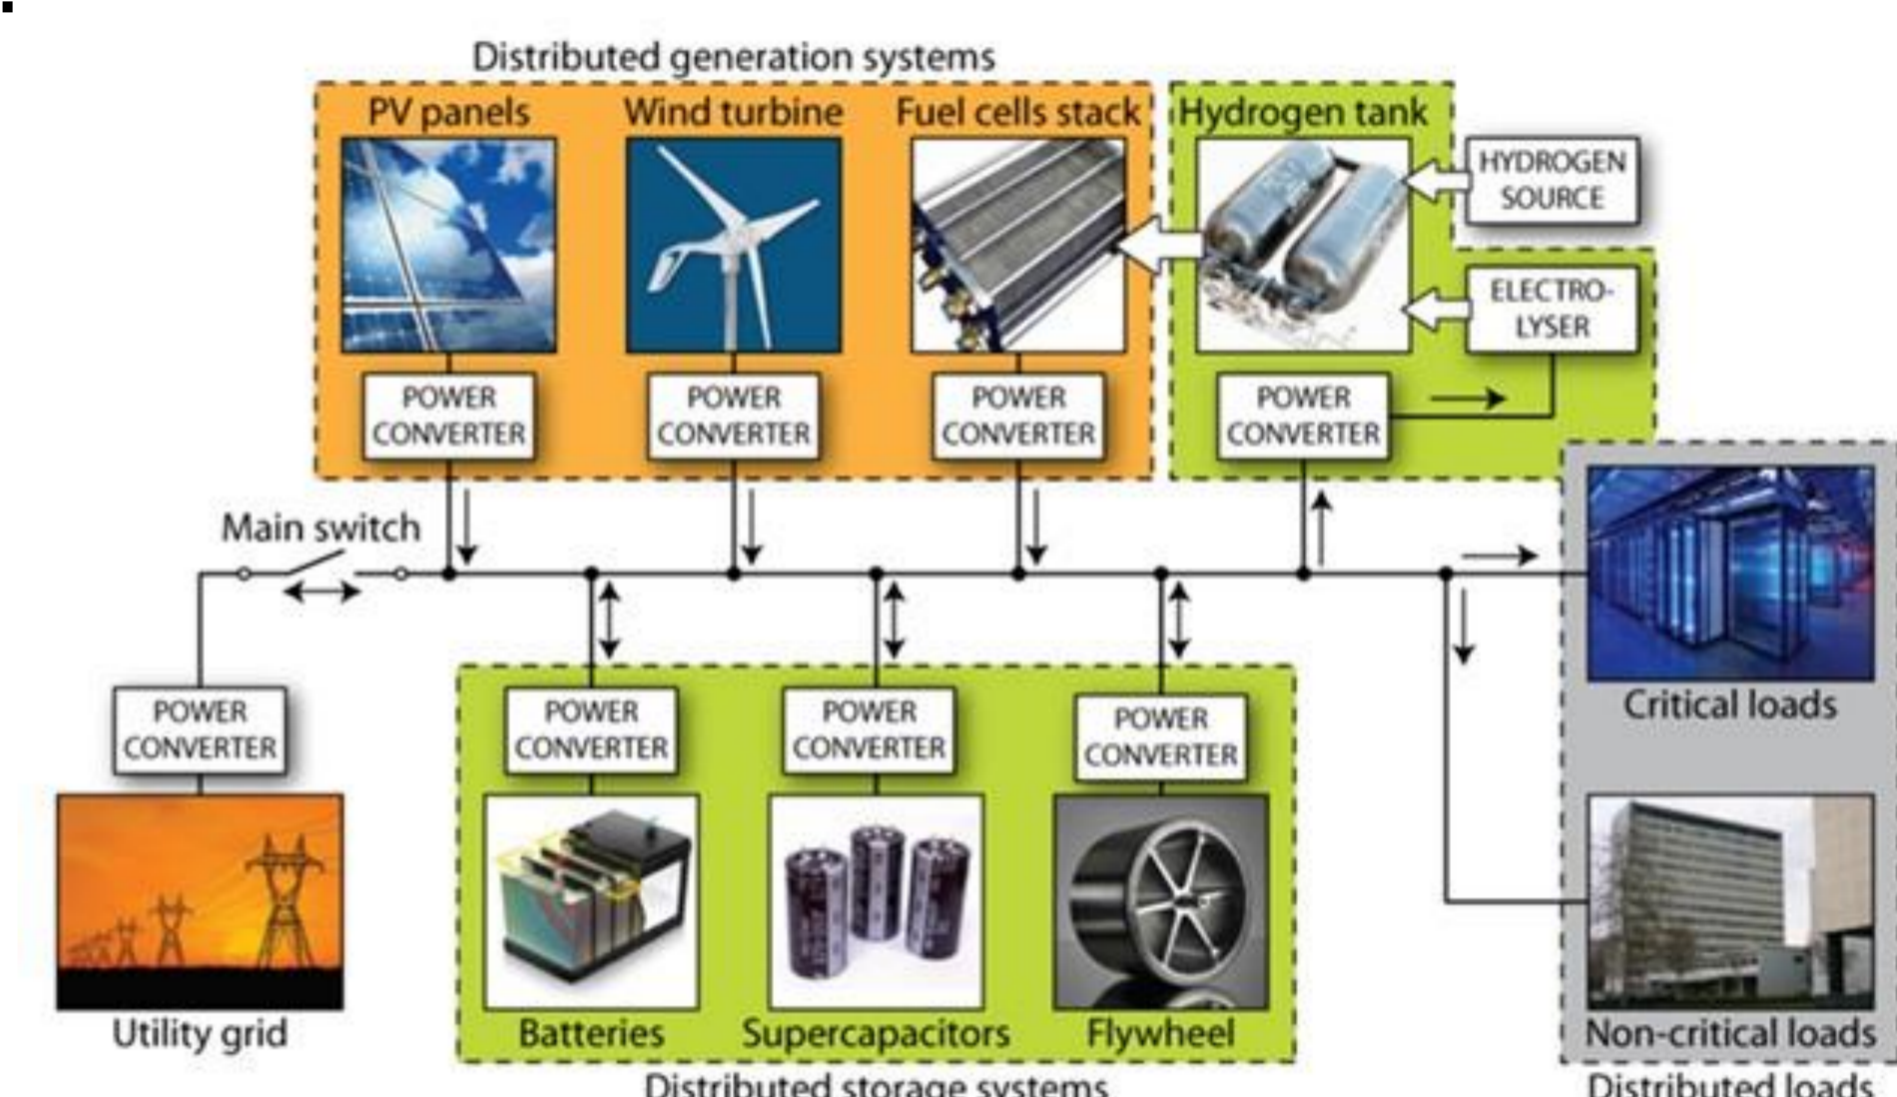 Distributed generation systems
PV panels
Wind turbine
Fuel cells stack
Hydrogen tank
HYDROGEN
SOURCE
ELECTRO-
LYSER
POWER
CONVERTER
POWER
CONVERTER
POWER
CONVERTER
POWER
CONVERTER
Main switch
POWER
CONVERTER
POWER
CONVERTER
POWER
CONVERTER
POWER
CONVERTER
Critical loads
Utility grid
Batteries
Supercapacitors
Flywheel
Non-critical loads
Distributed storage systems
Distributed loads